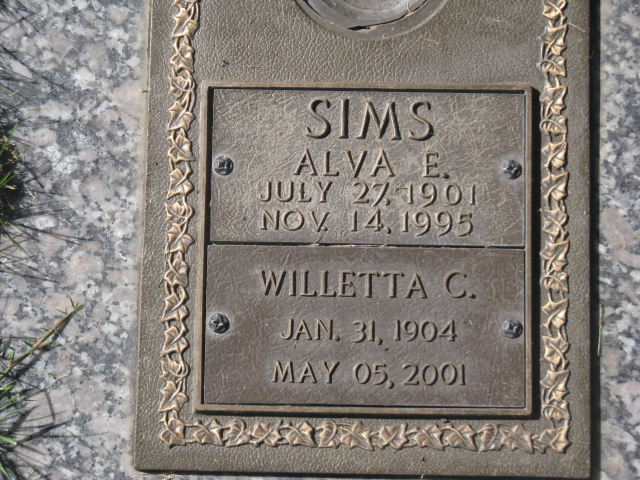 SIMS
ALVA E.
JULY 27, 1901
NOV. 14, 1995
WILLETTA C.
JAN. 31, 1904
MAY 05, 2001